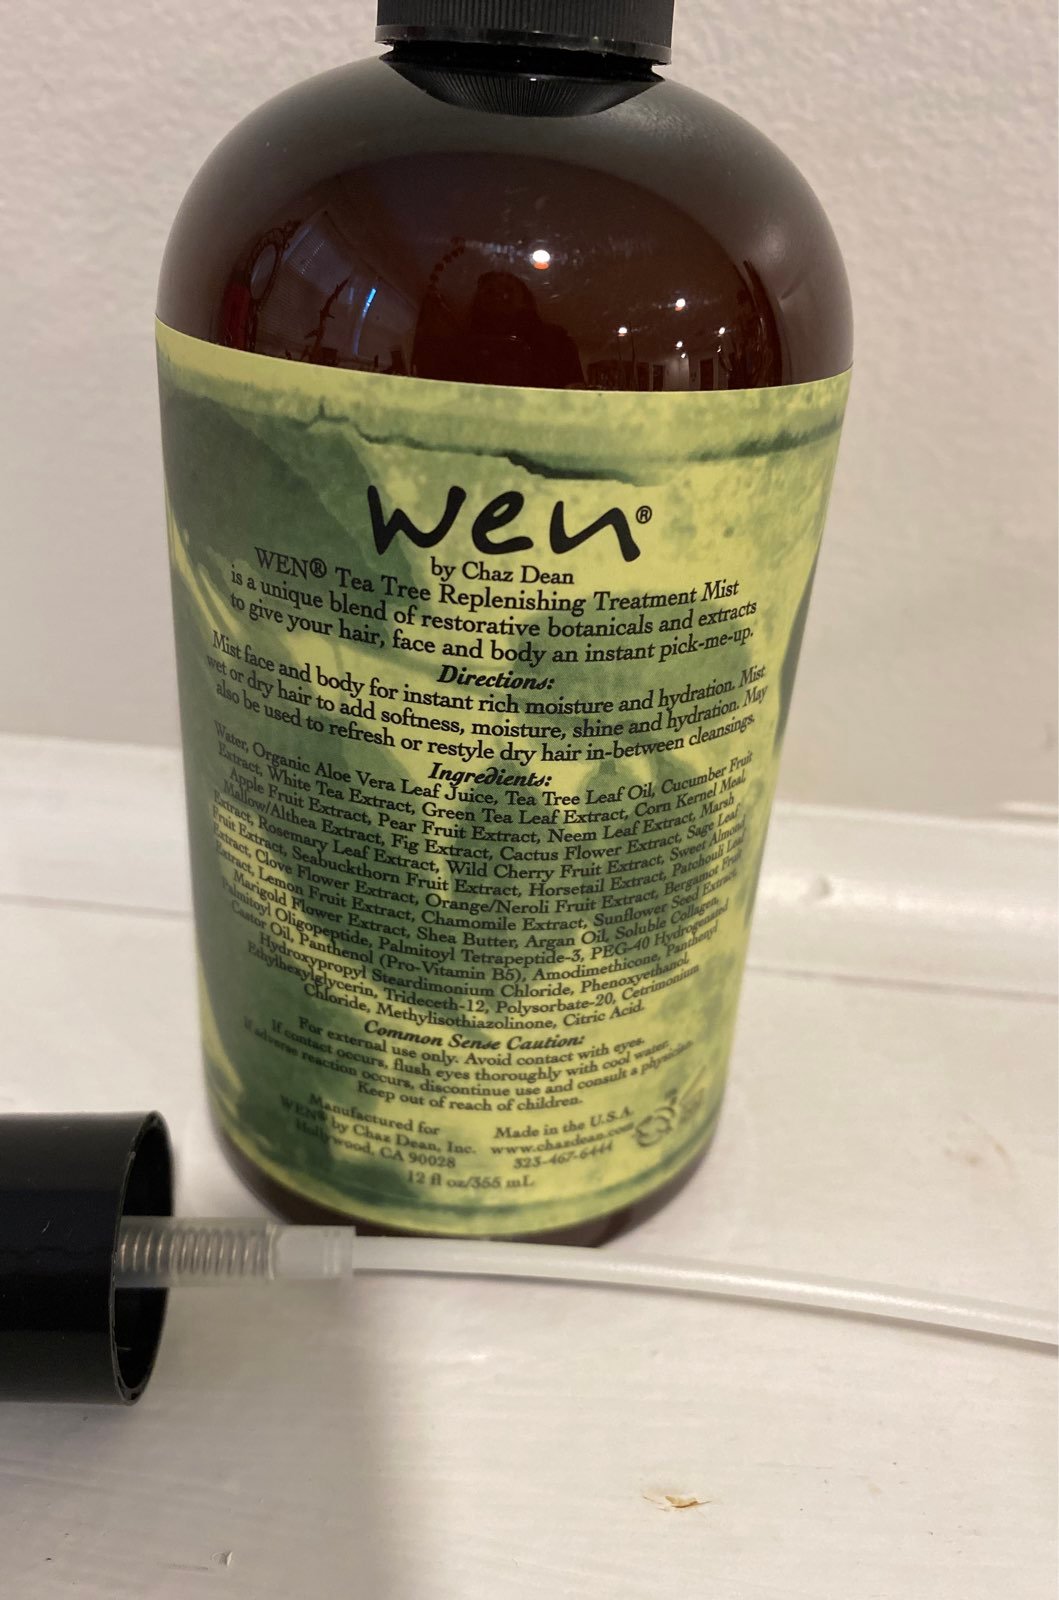 wen®
by Chaz Dean
WEN® Tea Tree Replenishing Treatment Mist
is a unique blend of restorative botanicals and extracts
to give your hair, face and body an instant pick-me-up.
Directions:
Mist face and body for instant rich moisture and hydration. Mist
wet or dry hair to add softness, moisture, shine and hydration. May
also be used to refresh or restyle dry hair in-between cleansings.
Ingredients:
Water, Organic Aloe Vera Leaf Juice, Tea Tree Leaf Oil, Cucumber Fruit
Extract, White Tea Extract, Green Tea Leaf Extract, Corn Kernel Meal,
Apple Fruit Extract, Pear Fruit Extract, Neem Leaf Extract, Marsh
Mallow/Althea Extract, Fig Extract, Cactus Flower Extract, Sage Leaf
Extract, Rosemary Leaf Extract, Wild Cherry Fruit Extract, Sweet Almond
Fruit Extract, Seabuckthorn Fruit Extract, Horsetail Extract, Patchouli Leaf
Extract, Clove Flower Extract, Orange/Neroli Fruit Extract, Bergamot Fruit
Extract, Lemon Fruit Extract, Chamomile Extract, Sunflower Seed Extract,
Marigold Flower Extract, Shea Butter, Argan Oil, Soluble Collagen,
Palmitoyl Oligopeptide, Palmitoyl Tetrapeptide-3, PEG-40 Hydrogenated
Castor Oil, Panthenol (Pro-Vitamin B5), Amodimethicone, Panthenyl
Hydroxypropyl Steardimonium Chloride, Phenoxyethanol,
Ethylhexylglycerin, Trideceth-12, Polysorbate-20, Cetrimonium
Chloride, Methylisothiazolinone, Citric Acid.
Common Sense Caution:
For external use only. Avoid contact with eyes.
If contact occurs, flush eyes thoroughly with cool water.
If adverse reaction occurs, discontinue use and consult a physician.
Keep out of reach of children.
Manufactured for
WEN® by Chaz Dean, Inc.
Hollywood, CA 90028
Made in the U.S.A.
www.chazdean.com
323-467-6444
12 fl oz/355 mL